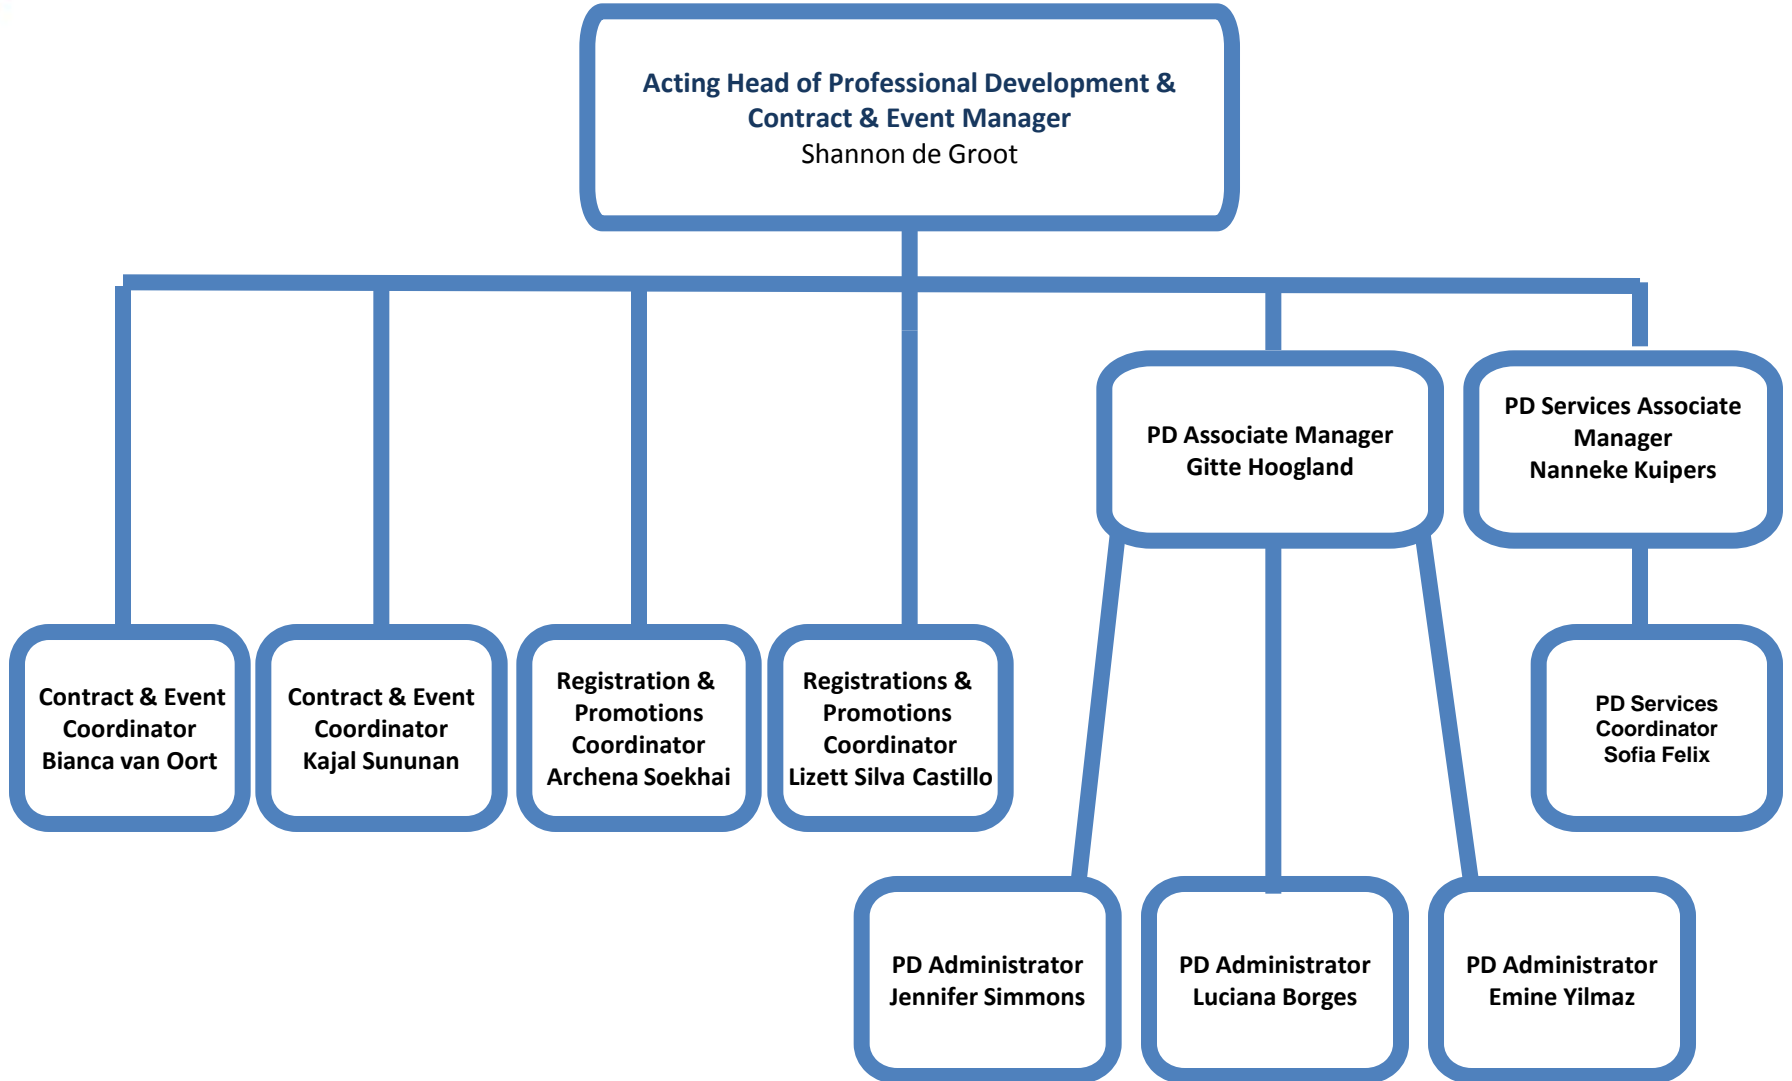 Acting Head of Professional Development &
Contract & Event Manager
Shannon de Groot
PD Associate Manager
Gitte Hoogland
PD Services Associate
Manager
Nanneke Kuipers
Contract & Event
Coordinator
Bianca van Oort
Contract & Event
Coordinator
Kajal Sununan
Registration &
Promotions
Coordinator
Archena Soekhai
Registrations &
Promotions
Coordinator
Lizett Silva Castillo
PD Services
Coordinator
Sofia Felix
PD Administrator
Jennifer Simmons
PD Administrator
Luciana Borges
PD Administrator
Emine Yilmaz